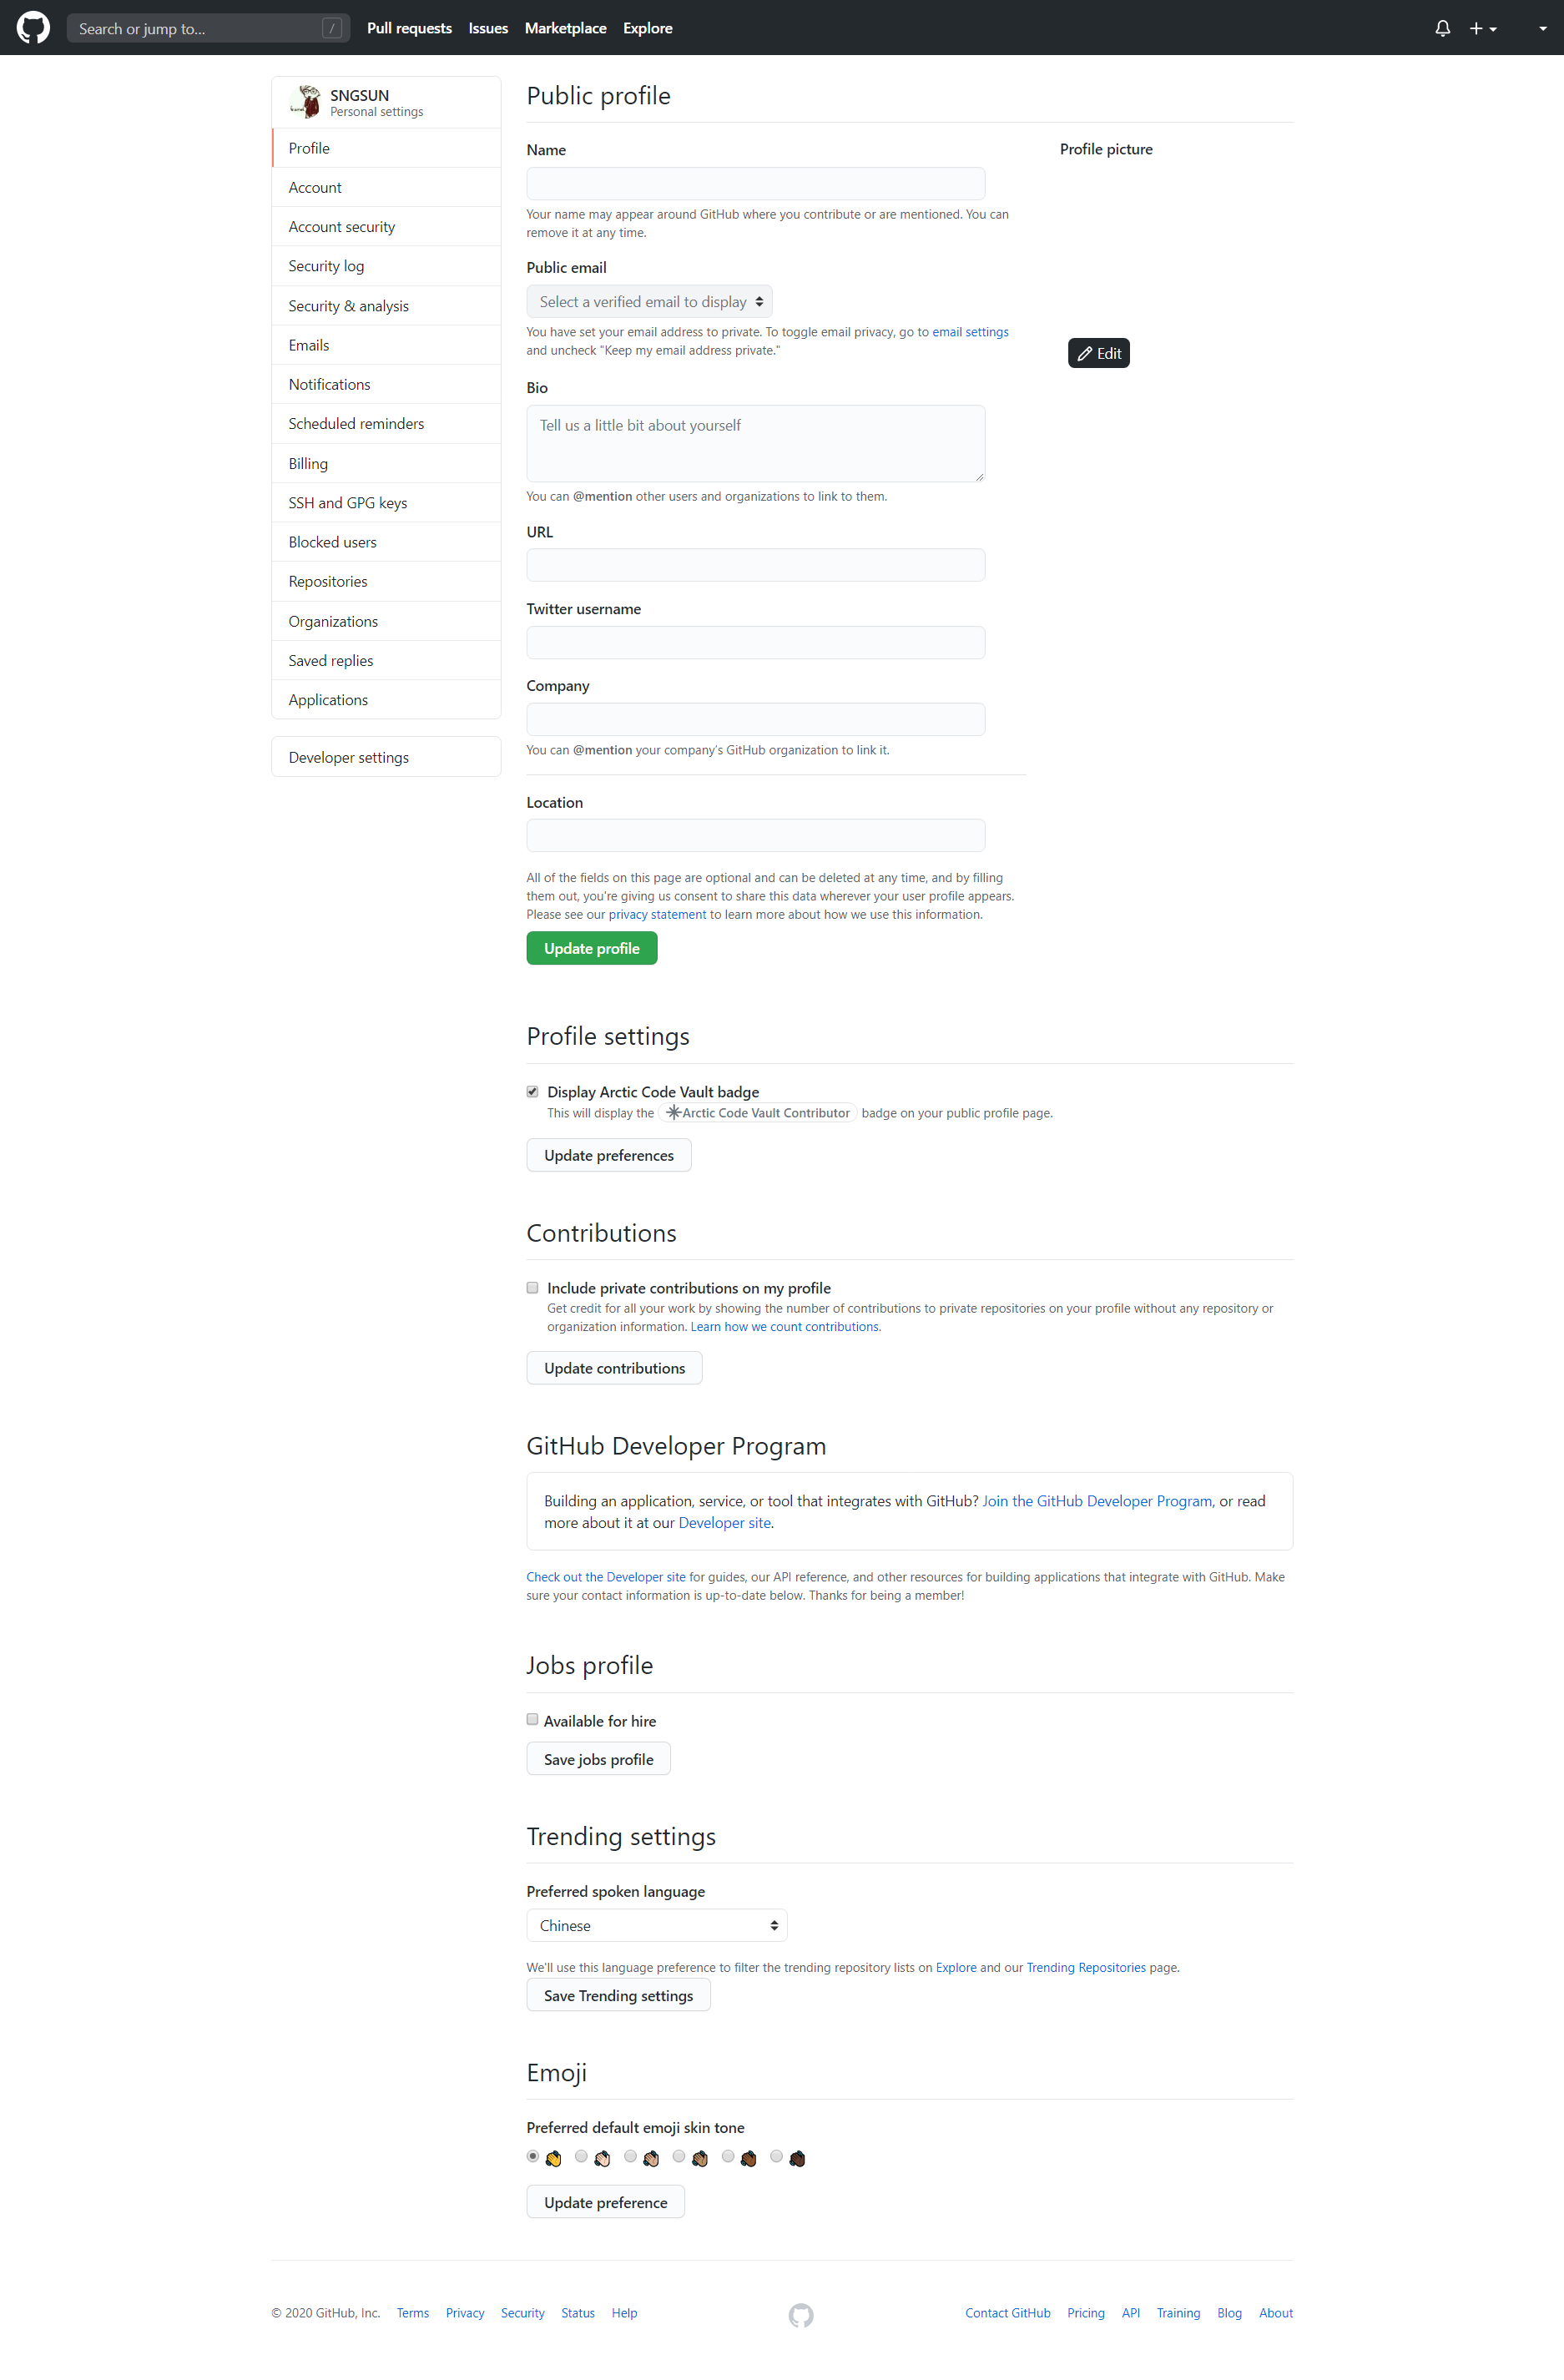 Search or jump to...
/
Pull requests
Issues
Marketplace
Explore
SNGSUN
Personal settings
Profile
Account
Account security
Security log
Security & analysis
Emails
Notifications
Scheduled reminders
Billing
SSH and GPG keys
Blocked users
Repositories
Organizations
Saved replies
Applications
Developer settings
Public profile
Name
Your name may appear around GitHub where you contribute or are mentioned. You can
remove it at any time.
Public email
Select a verified email to display
You have set your email address to private. To toggle email privacy, go to email settings
and uncheck "Keep my email address private."
Bio
Tell us a little bit about yourself
You can @mention other users and organizations to link to them.
URL
Twitter username
Company
You can @mention your company's GitHub organization to link it.
Location
All of the fields on this page are optional and can be deleted at any time, and by filling
them out, you're giving us consent to share this data wherever your user profile appears.
Please see our privacy statement to learn more about how we use this information.
Update profile
Profile picture
Edit
Profile settings
Display Arctic Code Vault badge
This will display the Arctic Code Vault Contributor badge on your public profile page.
Update preferences
Contributions
Include private contributions on my profile
Get credit for all your work by showing the number of contributions to private repositories on your profile without any repository or
organization information. Learn how we count contributions.
Update contributions
GitHub Developer Program
Building an application, service, or tool that integrates with GitHub? Join the GitHub Developer Program, or read
more about it at our Developer site.
Check out the Developer site for guides, our API reference, and other resources for building applications that integrate with GitHub. Make
sure your contact information is up-to-date below. Thanks for being a member!
Jobs profile
Available for hire
Save jobs profile
Trending settings
Preferred spoken language
Chinese
We'll use this language preference to filter the trending repository lists on Explore and our Trending Repositories page.
Save Trending settings
Emoji
Preferred default emoji skin tone
Update preference
© 2020 GitHub, Inc.
Terms
Privacy
Security
Status
Help
Contact GitHub
Pricing
API
Training
Blog
About